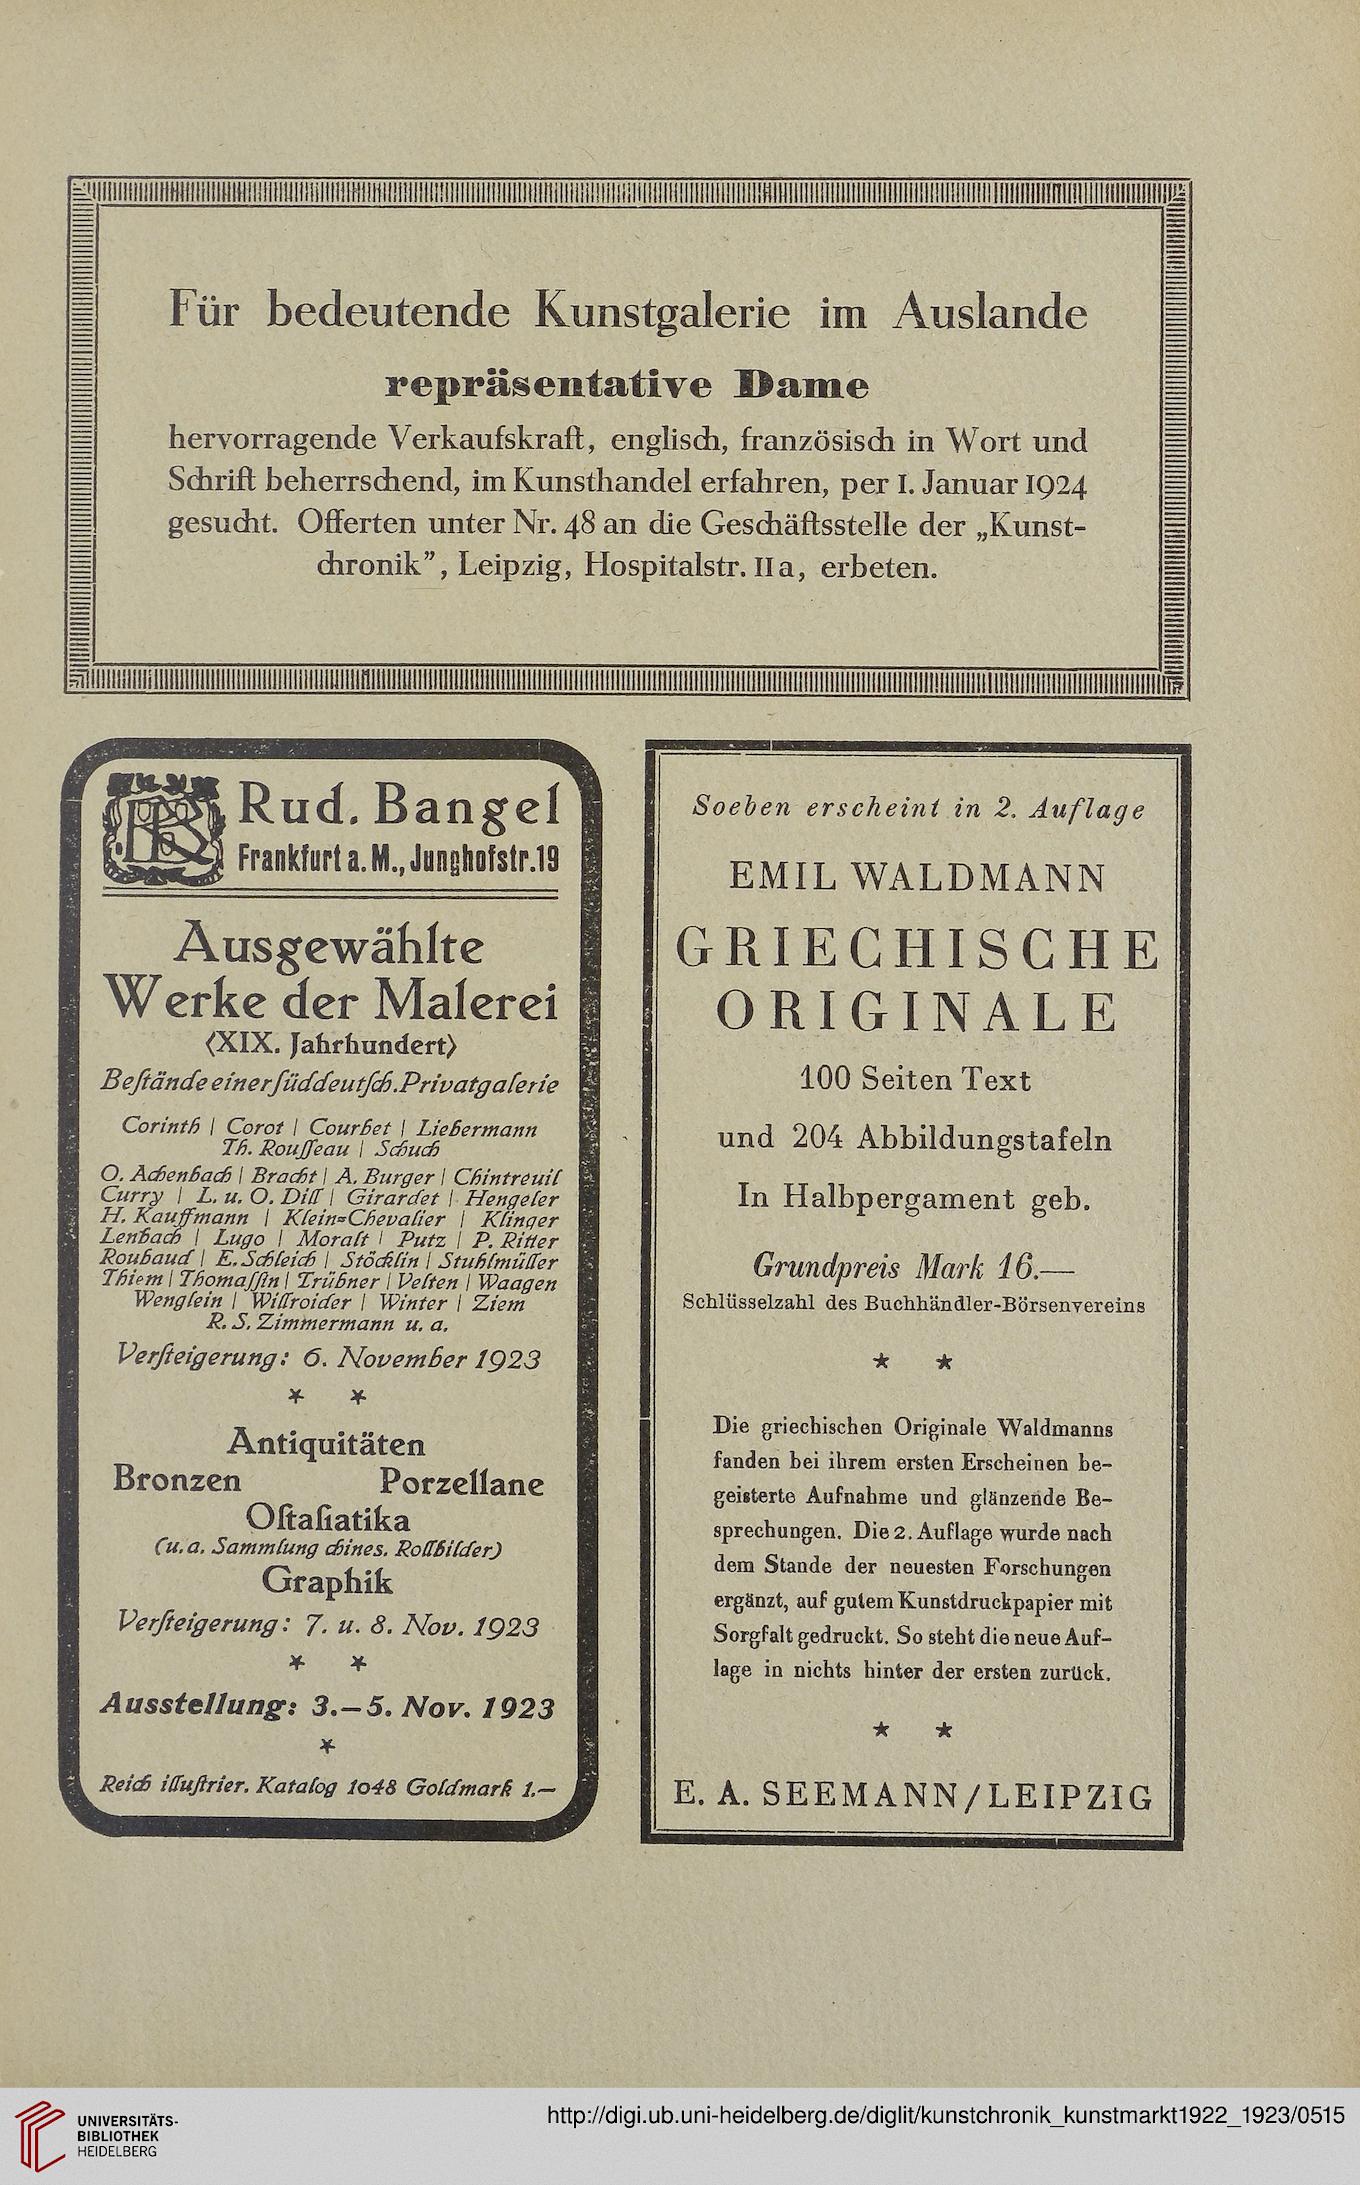 Für bedeutende Kunstgalerie im Auslande
repräsentative Dame
hervorragende Verkaufskraft, englisch, französisch in Wort und
Schrift beherrschend, im Kunsthandel erfahren, per 1. Januar 1924
gesucht. Offerten unter Nr. 48 an die Geschäftsstelle der „Kunst-
chronik”, Leipzig, Hospitalstr. 11a, erbeten.
Rud. Bangel
Frankfurt a. M., Junghofstr. 19
Ausgewählte
Werke der Malerei
(XIX. Jahrhundert)
Beſtände einer ſüddeutſch. Privatgalerie
Corinth | Corot | Courbet | Liebermann
Th. Rouſſeau | Schuch
O. Achenbach | Bracht | A. Burger | Chintreuil
Curry | L. u. O. Dill | Girardet | Hengeler
H. Kauffmann | Klein=Chevalier | Klinger
Lenbach | Lugo | Moralt | Putz | P. Ritter
Roubaud | E. Schleich | Stöcklin | Stuhlmüller
Thiem | Thomaſſin | Trübner | Velten | Waagen
Wenglein | Willroider | Winter | Ziem
R. S. Zimmermann u. a.
Verſteigerung: 6. November 1923
* *
Antiquitäten
Bronzen Porzellane
Oſtaſiatika
(u. a. Sammlung chines. Rollbilder)
Graphik
Verſteigerung: 7. u. 8. Nov. 1923
* *
Ausstellung: 3.–5. Nov. 1923
*
Reich illuſtrier. Katalog 1048 Goldmark 1.—
Soeben erscheint in 2. Auflage
EMIL WALDMANN
GRIECHISCHE
ORIGINALE
100 Seiten Text
und 204 Abbildungstafeln
In Halbpergament geb.
Grundpreis Mark 16.—
Schlüsselzahl des Buchhändler-Börsenvereins
* *
Die griechischen Originale Waldmanns
fanden bei ihrem ersten Erscheinen be-
geisterte Aufnahme und glänzende Be-
sprechungen. Die 2. Auflage wurde nach
dem Stande der neuesten Forschungen
ergänzt, auf gutem Kunstdruckpapier mit
Sorgfalt gedruckt. So steht die neue Auf-
lage in nichts hinter der ersten zurück.
* *
E. A. SEEMANN / LEIPZIG
UNIVERSITÄTS-
BIBLIOTHEK
HEIDELBERG
http://digi.ub.uni-heidelberg.de/diglit/kunstchronik_kunstmarkt1922_1923/0515